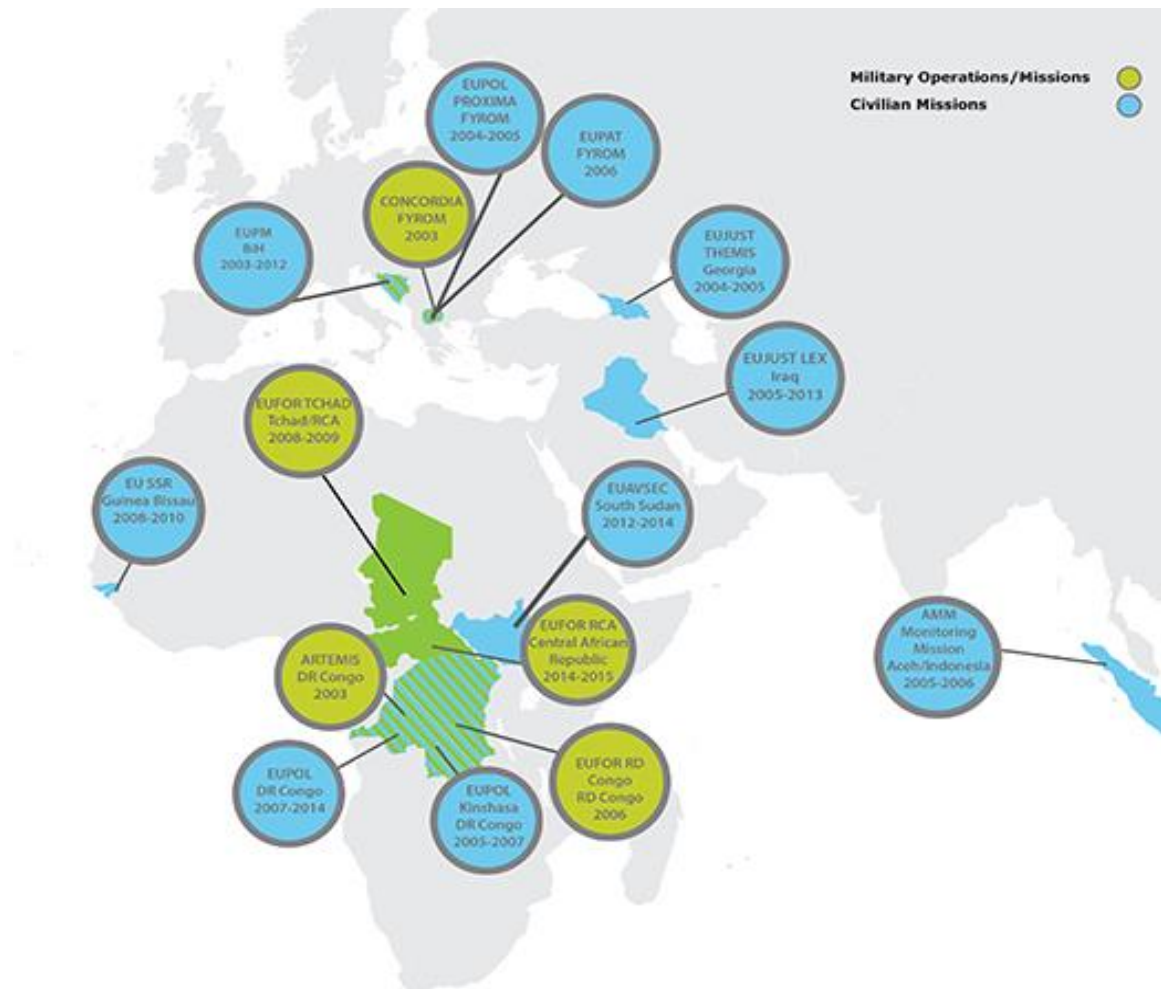 Military Operations/Missions
Civilian Missions
EUPOL
PROXIMA
FYROM
2004-2005
EUPAT
FYROM
2006
CONCORDIA
FYROM
2003
EUPM
BiH
2003-2012
EUJUST
THEMIS
Georgia
2004-2005
EUJUST LEX
Iraq
2005-2013
EUFOR TCHAD
Tchad/RCA
2008-2009
EU SSR
Guinea Bissau
2008-2010
EUAVSEC
South Sudan
2012-2014
EUFOR RCA
Central African
Republic
2014-2015
AMM
Monitoring
Mission
Aceh/Indonesia
2005-2006
ARTEMIS
DR Congo
2003
EUPOL
DR Congo
2007-2014
EUPOL
Kinshasa
DR Congo
2005-2007
EUFOR RD
Congo
RD Congo
2006